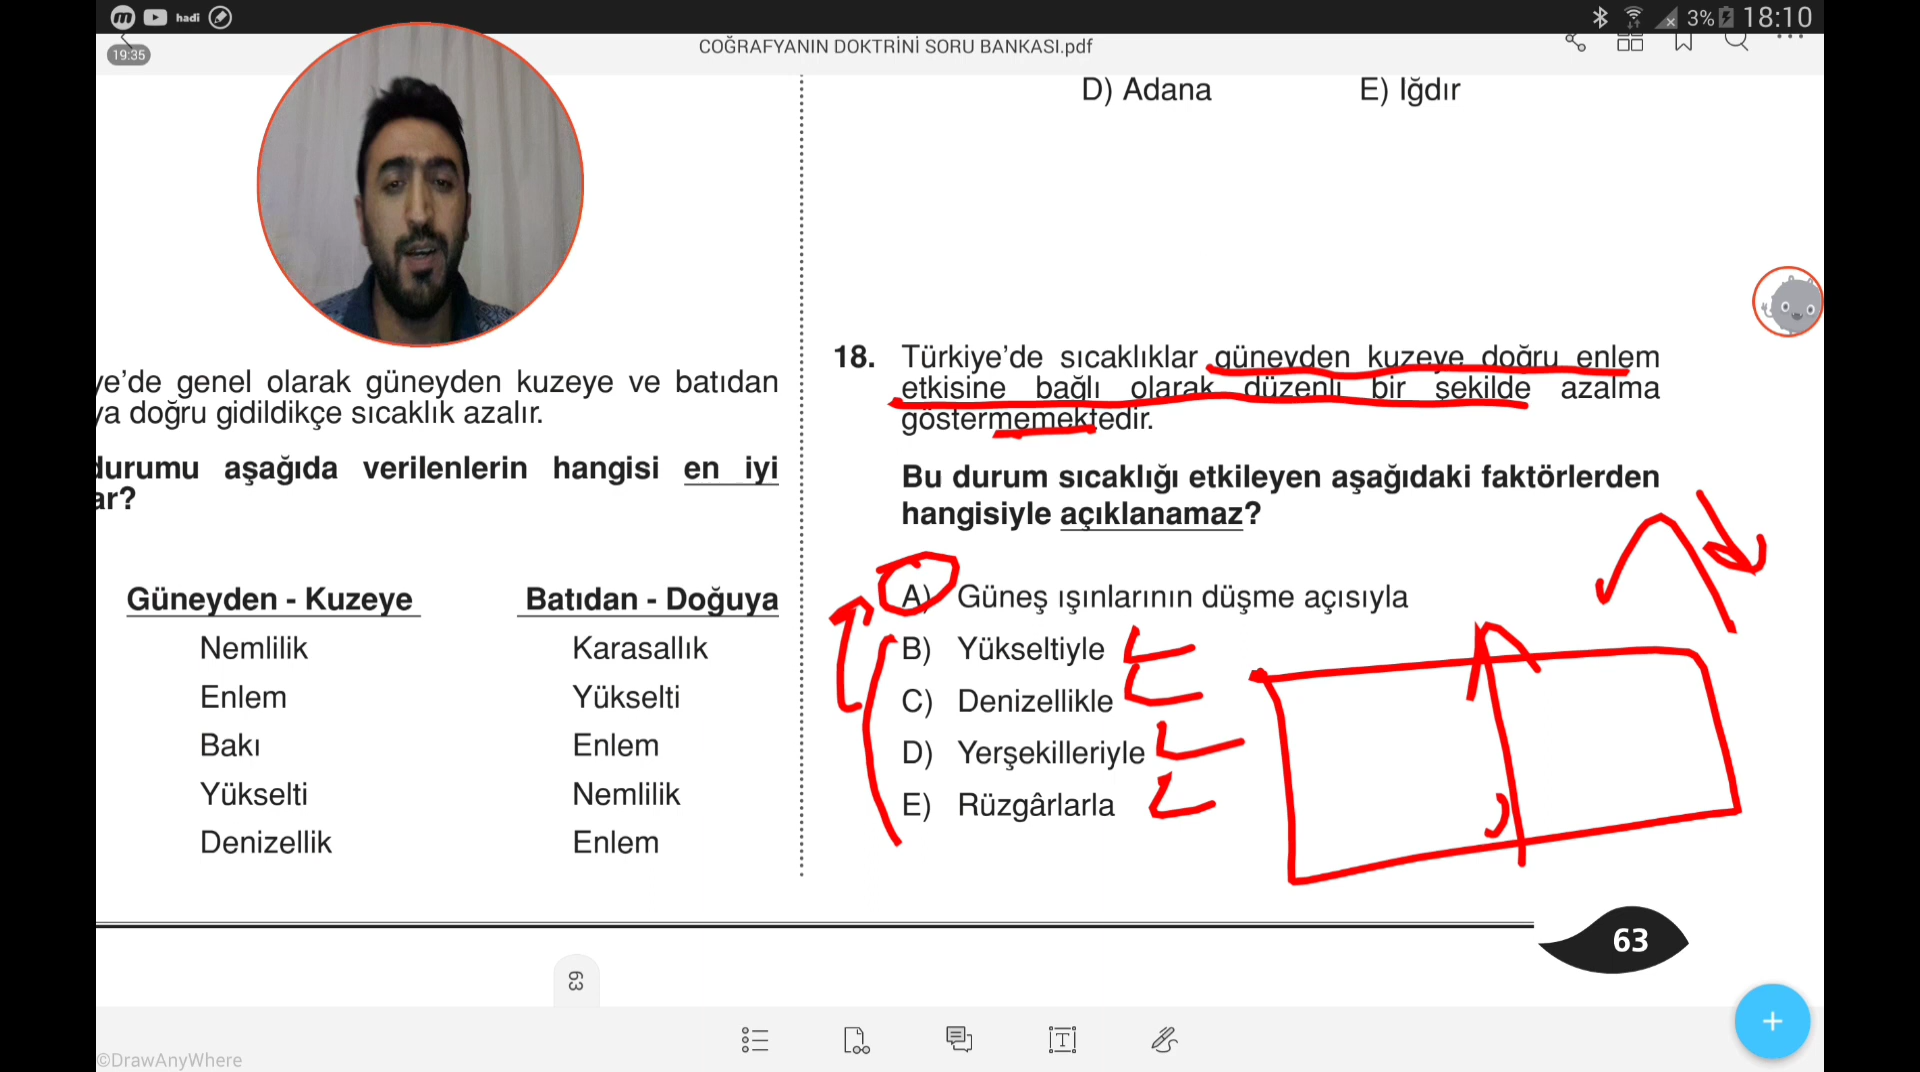 hadi
3%
18:10
19:35
COĞRAFYANIN DOKTRİNİ SORU BANKASI.pdf
D) Adana E) Iğdır
ye'de genel olarak güneyden kuzeye ve batıdan
ya doğru gidildikçe sıcaklık azalır.
durumu aşağıda verilenlerin hangisi en iyi
ar?
Güneyden - Kuzeye Batıdan - Doğuya
Nemlilik Karasallık
Enlem Yükselti
Bakı Enlem
Yükselti Nemlilik
Denizellik Enlem
18. Türkiye'de sıcaklıklar güneyden kuzeye doğru enlem
etkisine bağlı olarak düzenli bir şekilde azalma
göstermemektedir.
Bu durum sıcaklığı etkileyen aşağıdaki faktörlerden
hangisiyle açıklanamaz?
A) Güneş ışınlarının düşme açısıyla
B) Yükseltiyle
C) Denizellikle
D) Yerşekilleriyle
E) Rüzgârlarla
63
63
©DrawAnyWhere